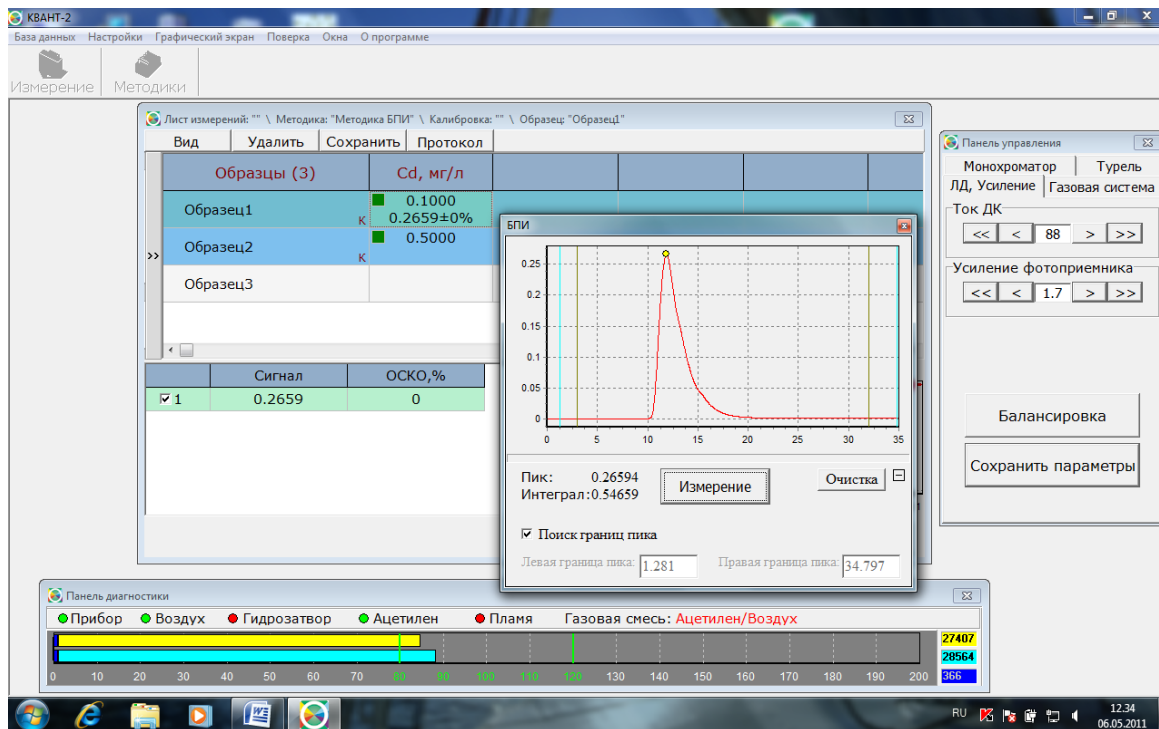 КВАНТ-2
База данных Настройки Графический экран Поверка Окна О программе
Измерение Методики
Лист измерений: "" \ Методика: "Методика БПИ" \ Калибровка: "" \ Образец: "Образец1"
Вид Удалить Сохранить Протокол
Образцы (3) Cd, мг/л
Образец1 К 0.1000
0.2659±0%
Образец2 К 0.5000
>>
Образец3
Сигнал ОСКО,%
1 0.2659 0
БПИ
0.25
0.2
0.15
0.1
0.05
0
0 5 10 15 20 25 30 35
Пик: 0.26594
Интеграл:0.54659
Измерение
Очистка
Поиск границ пика
Левая граница пика: 1.281 Правая граница пика: 34.797
Панель управления
Монохроматор Турель
ЛД, Усиление Газовая система
Ток ДК
<< < 88 > >>
Усиление фотоприемника
<< < 1.7 > >>
Балансировка
Сохранить параметры
Панель диагностики
Прибор Воздух Гидрозатвор Ацетилен Пламя Газовая смесь: Ацетилен/Воздух
27407
28564
0 10 20 30 40 50 60 70 80 90 100 110 120 130 140 150 160 170 180 190 200 366
RU 12.34
06.05.2011